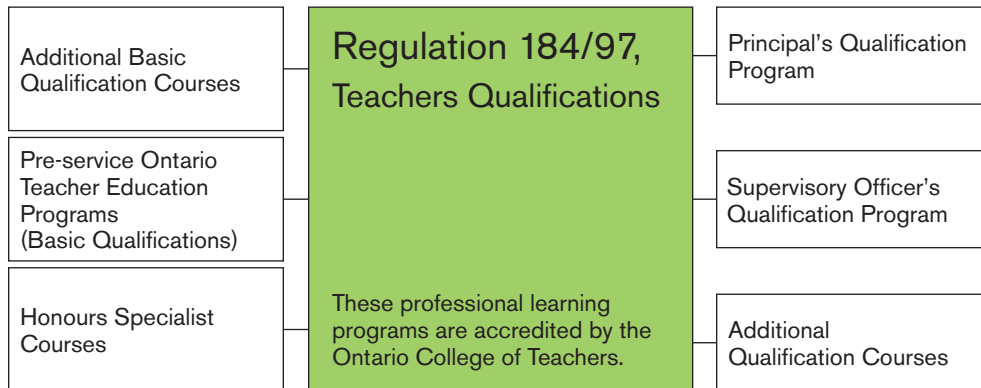 Additional Basic
Qualification Courses
Pre-service Ontario
Teacher Education
Programs
(Basic Qualifications)
Honours Specialist
Courses
Regulation 184/97,
Teachers Qualifications
These professional learning
programs are accredited by the
Ontario College of Teachers.
Principal’s Qualification
Program
Supervisory Officer’s
Qualification Program
Additional
Qualification Courses